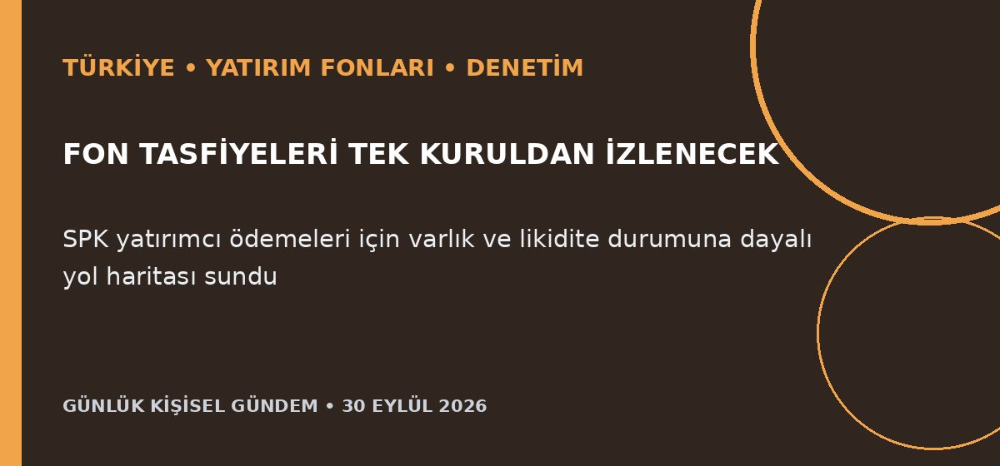 TÜRKİYE • YATIRIM FONLARI • DENETİM
FON TASFİYELERİ TEK KURULDAN İZLENECEK
SPK yatırımcı ödemeleri için varlık ve likidite durumuna dayalı
yol haritası sundu
GÜNLÜK KİŞİSEL GÜNDEM • 30 EYLÜL 2026